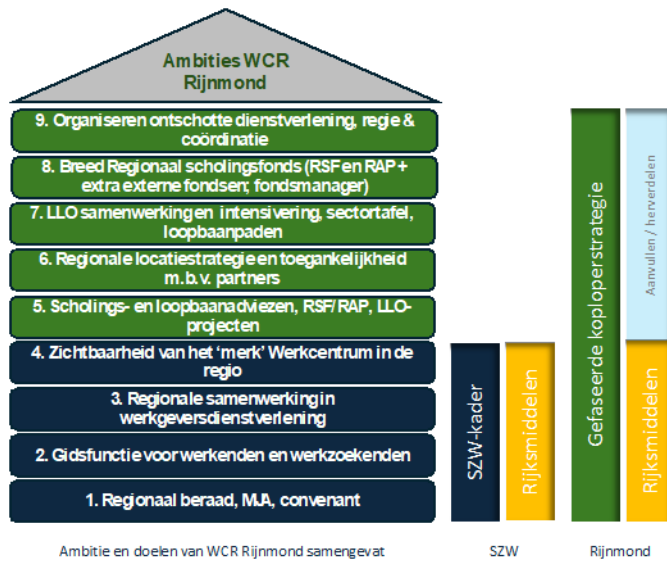 Ambities WCR
Rijnmond
9. Organiseren ontschotte dienstverlening, regie &
coördinatie
8. Breed Regionaal scholingsfonds (RSF en RAP +
extra externe fondsen; fondsmanager)
7. LLO samenwerking en intensivering, sectortafel,
loopbaanpaden
6. Regionale locatiestrategie en toegankelijkheid
m.b.v. partners
5. Scholings- en loopbaanadviezen, RSF/RAP, LLO-
projecten
4. Zichtbaarheid van het ‘merk’ Werkcentrum in de
regio
3. Regionale samenwerking in
werkgeversdienstverlening
2. Gidsfunctie voor werkenden en werkzoekenden
1. Regionaal beraad, MJA, convenant
SZW-kader
Rijksmiddelen
Gefaseerde koploperstrategie
Aanvullen / herverdelen
Rijksmiddelen
Ambitie en doelen van WCR Rijnmond samengevat
SZW
Rijnmond